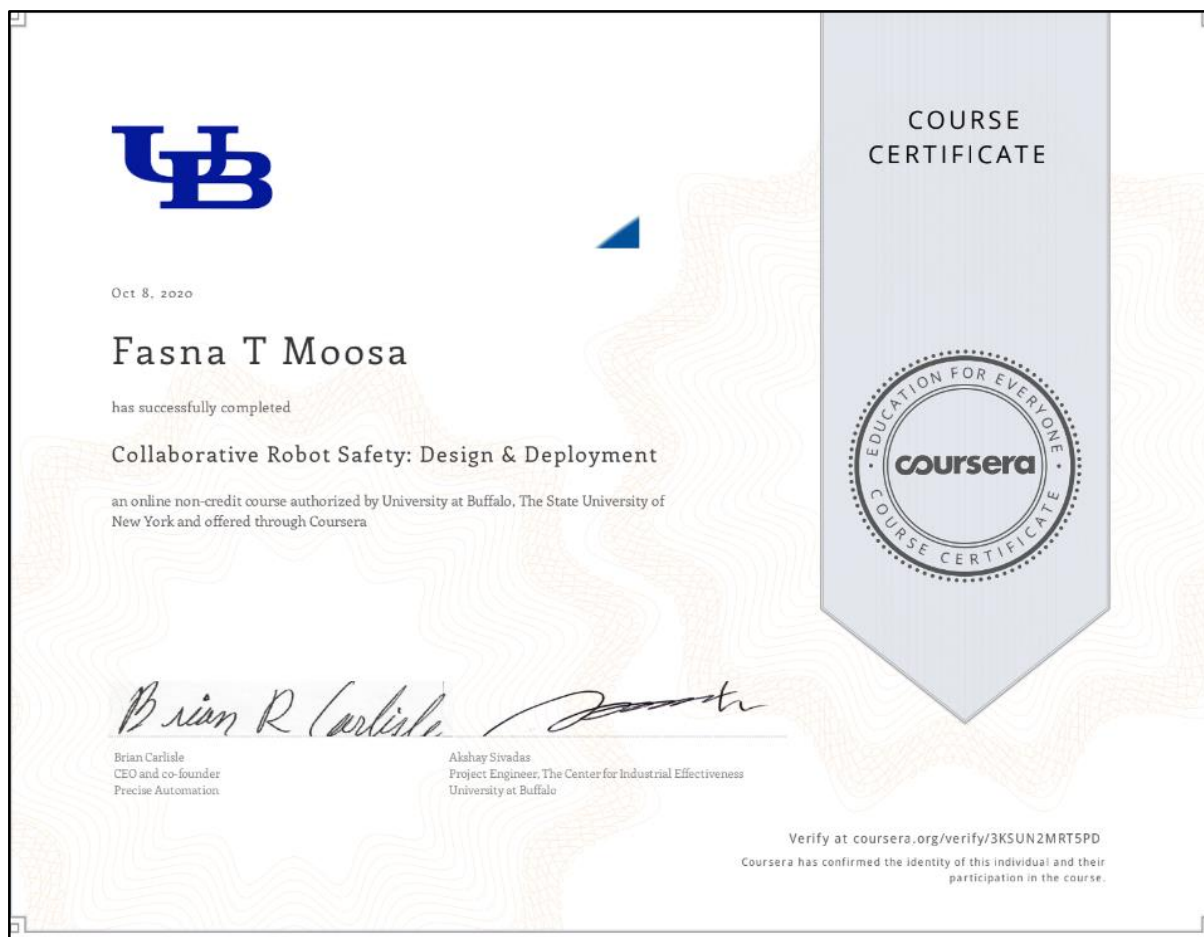 UB
COURSE
CERTIFICATE
Oct 8, 2020
Fasna T Moosa
has successfully completed
Collaborative Robot Safety: Design & Deployment
an online non-credit course authorized by University at Buffalo, The State University of
New York and offered through Coursera
EDUCATION FOR EVERYONE
coursera
COURSE CERTIFICATE
Brian R Carlisle
Brian Carlisle
CEO and co-founder
Precise Automation
Akshay Sivadas
Project Engineer, The Center for Industrial Effectiveness
University at Buffalo
Verify at coursera.org/verify/3KSUN2MRT5PD
Coursera has confirmed the identity of this individual and their
participation in the course.